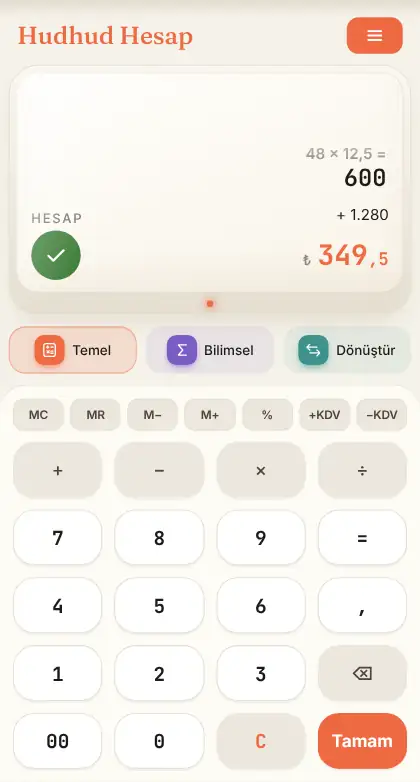 Hudhud Hesap
48 × 12,5 =
600
+ 1.280
HESAP
₺ 349,5
Temel
Bilimsel
Dönüştür
MC MR M− M+ % +KDV −KDV
+ − × ÷
7 8 9 =
4 5 6 ,
1 2 3
00 0 C Tamam